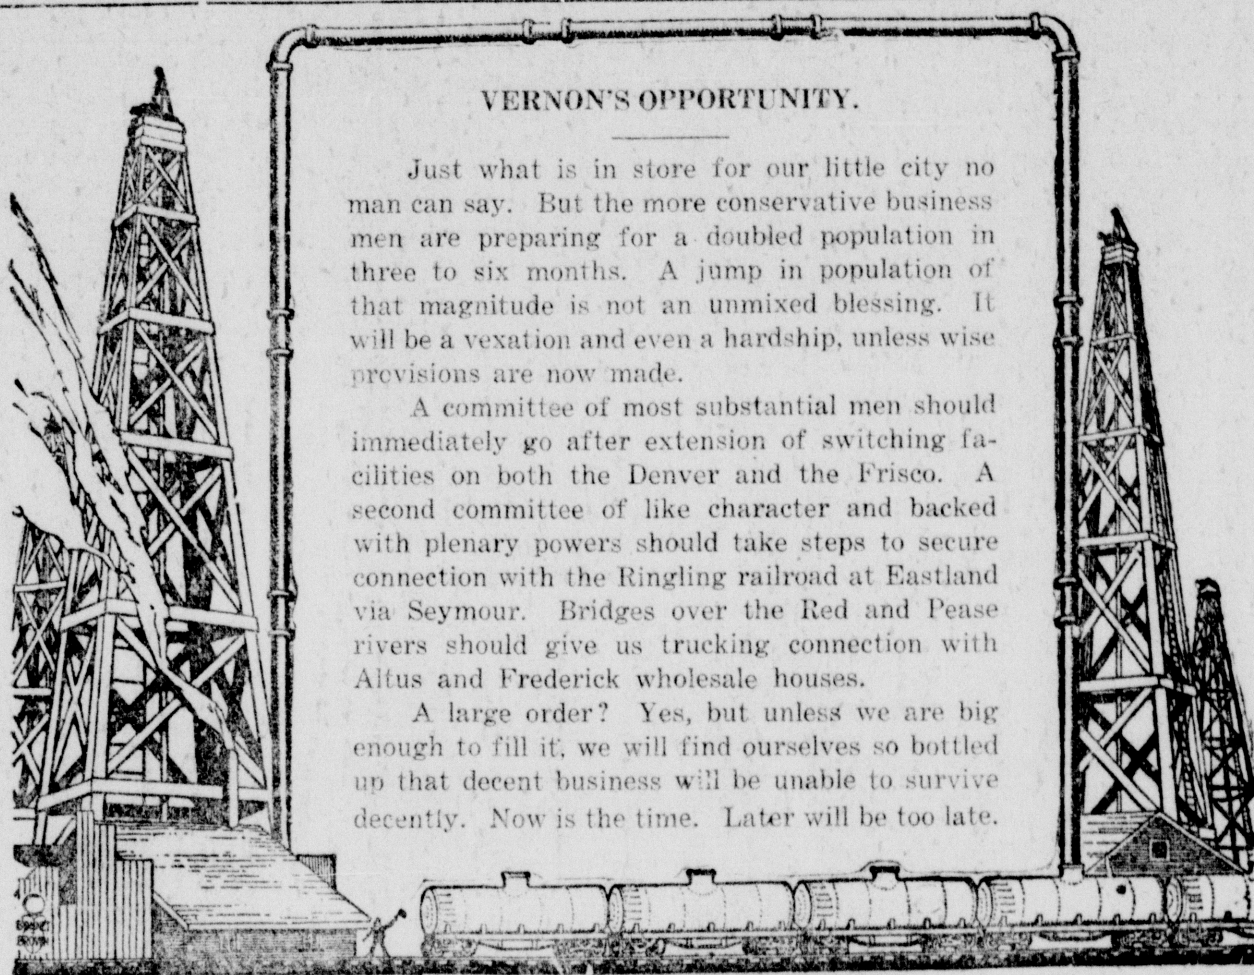 VERNON'S OPPORTUNITY.
Just what is in store for our little city no
man can say. But the more conservative business
men are preparing for a doubled population in
three to six months. A jump in population of
that magnitude is not an unmixed blessing. It
will be a vexation and even a hardship, unless wise
provisions are now made.
A committee of most substantial men should
immediately go after extension of switching fa-
cilities on both the Denver and the Frisco. A
second committee of like character and backed
with plenary powers should take steps to secure
connection with the Ringling railroad at Eastland
via Seymour. Bridges over the Red and Pease
rivers should give us trucking connection with
Altus and Frederick wholesale houses.
A large order? Yes, but unless we are big
enough to fill it, we will find ourselves so bottled
up that decent business will be unable to survive
decently. Now is the time. Later will be too late.